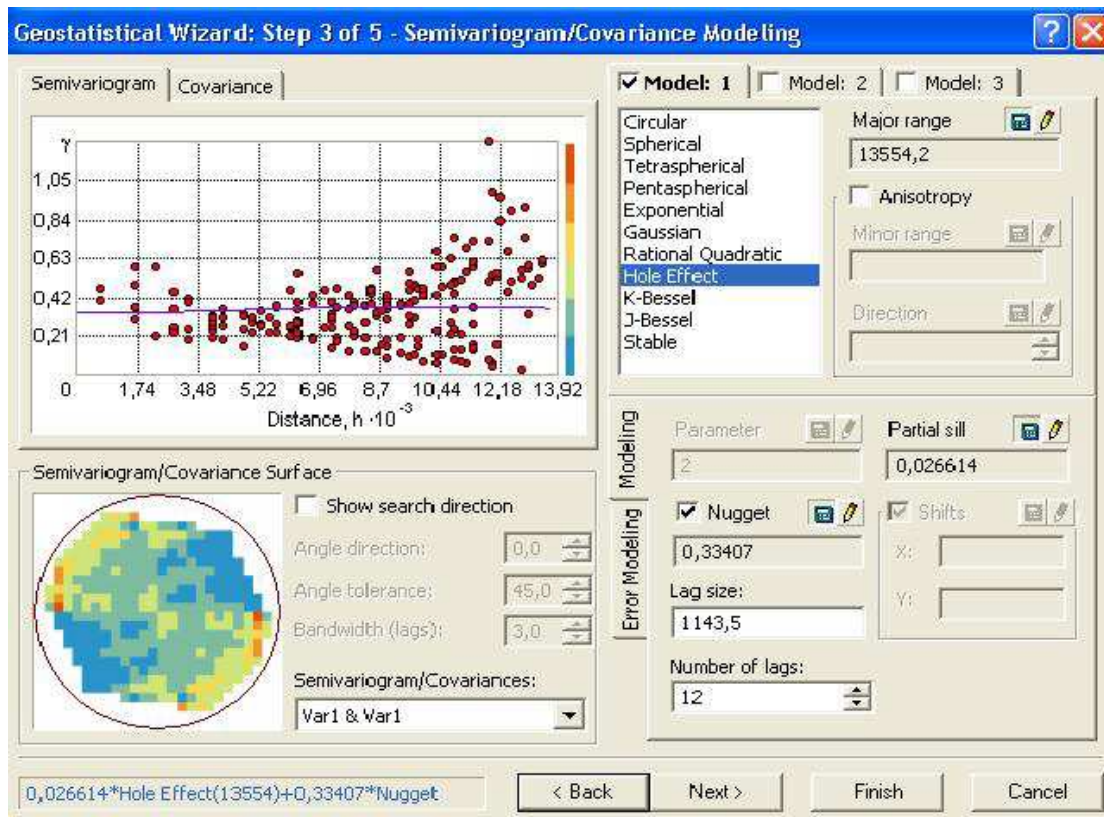 Geostatistical Wizard: Step 3 of 5 - Semivariogram/Covariance Modeling
Semivariogram Covariance
γ
1,05
0,84
0,63
0,42
0,21
0 1,74 3,48 5,22 6,96 8,7 10,44 12,18 13,92
Distance, h ·10⁻³
Semivariogram/Covariance Surface
Show search direction
Angle direction: 0,0
Angle tolerance: 45,0
Bandwidth (lags): 3,0
Semivariogram/Covariances:
Var1 & Var1
Model: 1 Model: 2 Model: 3
Circular
Spherical
Tetraspherical
Pentaspherical
Exponential
Gaussian
Rational Quadratic
Hole Effect
K-Bessel
J-Bessel
Stable
Major range
13554,2
Anisotropy
Minor range
Direction
Modeling
Error Modeling
Parameter
2
Partial sill
0,026614
Nugget
0,33407
Shifts
X:
Y:
Lag size:
1143,5
Number of lags:
12
0,026614*Hole Effect(13554)+0,33407*Nugget
< Back Next > Finish Cancel